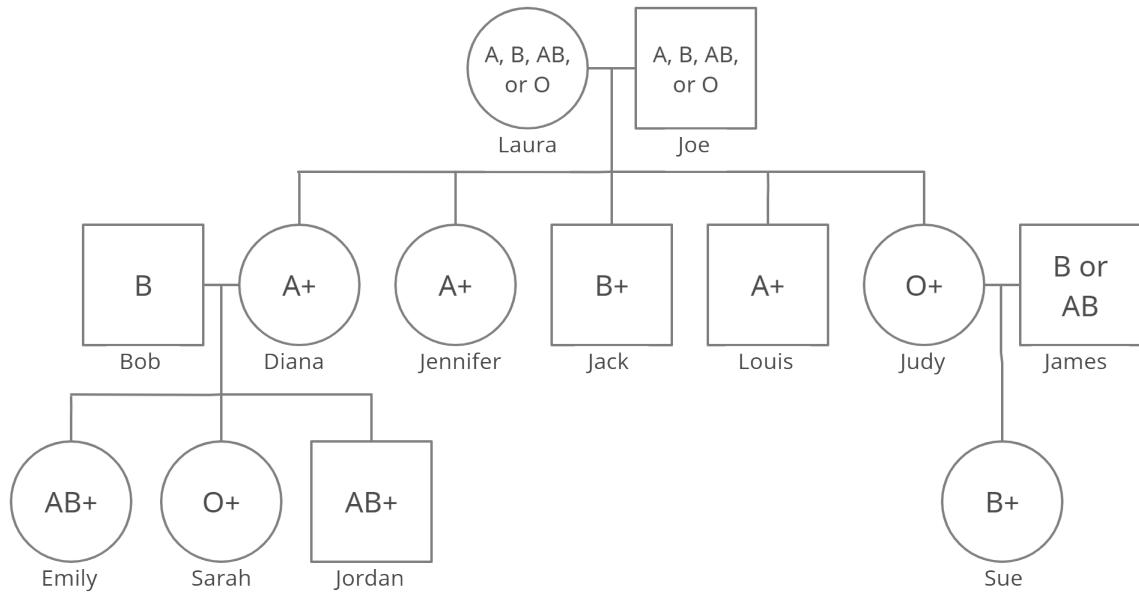 A, B, AB,
or O
A, B, AB,
or O
Laura
Joe
B
A+
A+
B+
A+
O+
B or
AB
Bob
Diana
Jennifer
Jack
Louis
Judy
James
AB+
O+
AB+
B+
Emily
Sarah
Jordan
Sue